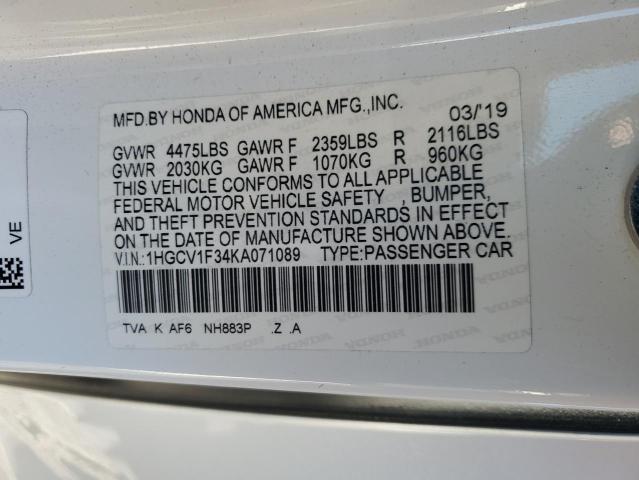 MFD.BY HONDA OF AMERICA MFG.,INC. 03/'19
GVWR 4475LBS GAWR F 2359LBS R 2116LBS
GVWR 2030KG GAWR F 1070KG R 960KG
THIS VEHICLE CONFORMS TO ALL APPLICABLE
FEDERAL MOTOR VEHICLE SAFETY , BUMPER,
AND THEFT PREVENTION STANDARDS IN EFFECT
ON THE DATE OF MANUFACTURE SHOWN ABOVE.
V.I.N.:1HGCV1F34KA071089 TYPE:PASSENGER CAR
TVA K AF6 NH883P .Z .A
VE